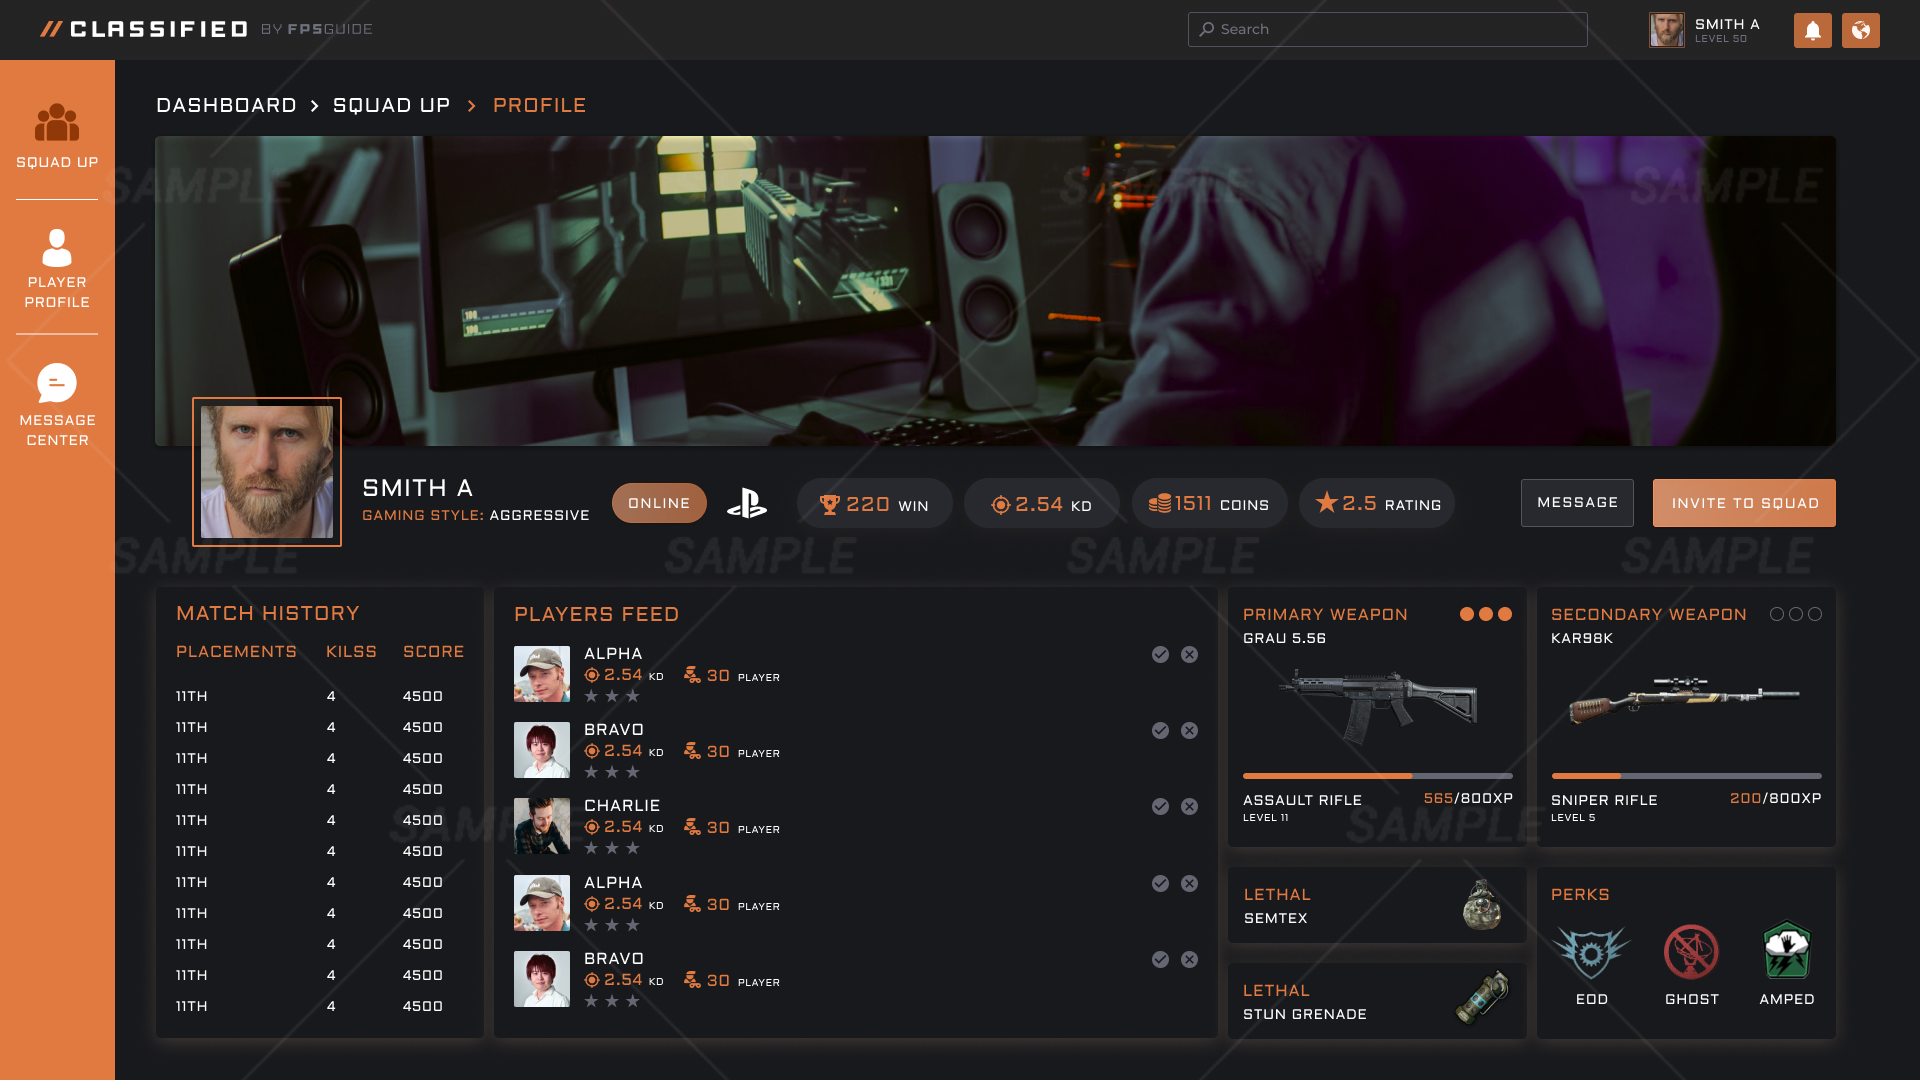 // CLASSIFIED BY FPSGUIDE
Search
SMITH A
LEVEL 50
DASHBOARD > SQUAD UP > PROFILE
SQUAD UP
PLAYER
PROFILE
MESSAGE
CENTER
SAMPLE SAMPLE SAMPLE SAMPLE
100
100
SMITH A
GAMING STYLE: AGGRESSIVE
ONLINE
220 WIN
2.54 KD
1511 COINS
2.5 RATING
MESSAGE
INVITE TO SQUAD
SAMPLE SAMPLE SAMPLE SAMPLE
MATCH HISTORY
PLACEMENTS KILSS SCORE
11TH 4 4500
11TH 4 4500
11TH 4 4500
11TH 4 4500
11TH 4 4500
11TH 4 4500
11TH 4 4500
11TH 4 4500
11TH 4 4500
11TH 4 4500
11TH 4 4500
PLAYERS FEED
ALPHA
2.54 KD 30 PLAYER
BRAVO
2.54 KD 30 PLAYER
CHARLIE
2.54 KD 30 PLAYER
ALPHA
2.54 KD 30 PLAYER
BRAVO
2.54 KD 30 PLAYER
SAMPLE SAMPLE
PRIMARY WEAPON
GRAU 5.56
ASSAULT RIFLE 565/800XP
LEVEL 11
SECONDARY WEAPON
KAR98K
SNIPER RIFLE 200/800XP
LEVEL 5
LETHAL
SEMTEX
LETHAL
STUN GRENADE
PERKS
EOD GHOST AMPED